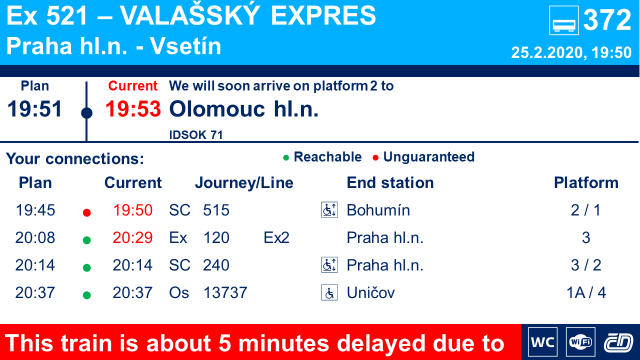 Ex 521 – VALAŠSKÝ EXPRES
372
Praha hl.n. - Vsetín
25.2.2020, 19:50
Plan Current We will soon arrive on platform 2 to
19:51 19:53 Olomouc hl.n.
IDSOK 71
Your connections: Reachable Unguaranteed
Plan Current Journey/Line End station Platform
19:45 19:50 SC 515 Bohumín 2 / 1
20:08 20:29 Ex 120 Ex2 Praha hl.n. 3
20:14 20:14 SC 240 Praha hl.n. 3 / 2
20:37 20:37 Os 13737 Uničov 1A / 4
This train is about 5 minutes delayed due to WC WiFi ČD